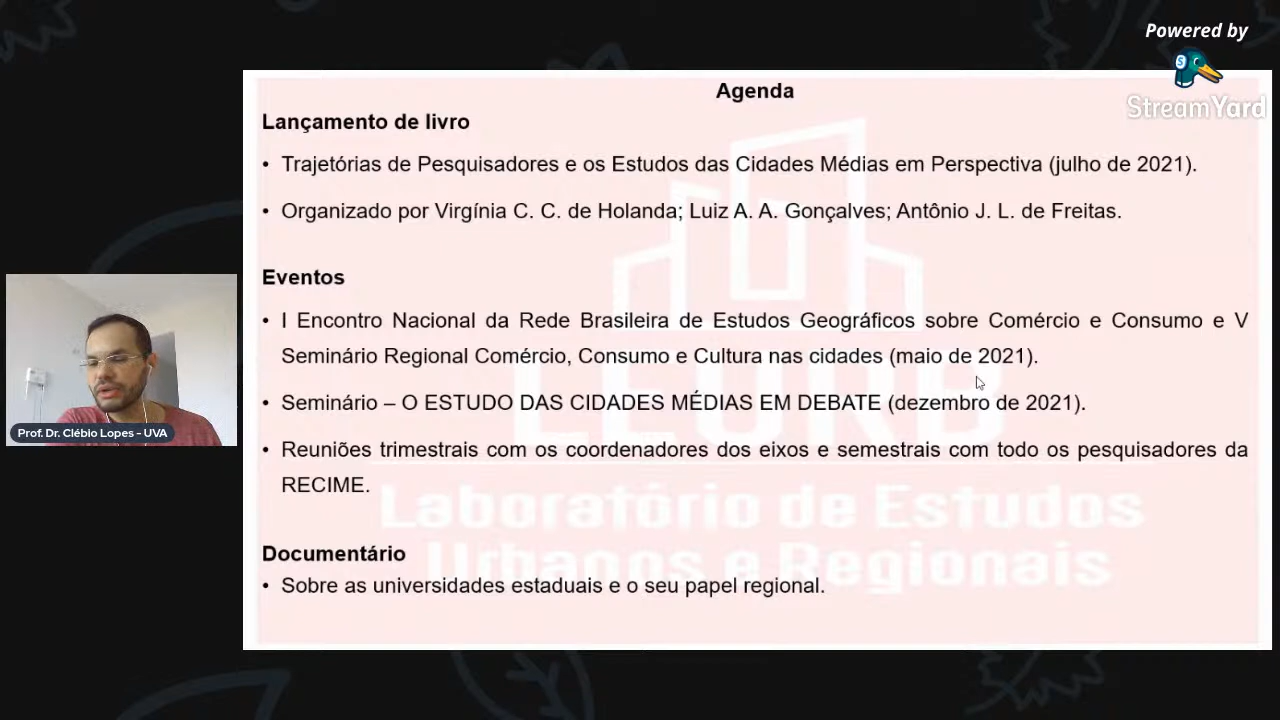 Powered by
StreamYard
Agenda
Lançamento de livro
• Trajetórias de Pesquisadores e os Estudos das Cidades Médias em Perspectiva (julho de 2021).
• Organizado por Virgínia C. C. de Holanda; Luiz A. A. Gonçalves; Antônio J. L. de Freitas.
Eventos
• I Encontro Nacional da Rede Brasileira de Estudos Geográficos sobre Comércio e Consumo e V
Seminário Regional Comércio, Consumo e Cultura nas cidades (maio de 2021).
• Seminário – O ESTUDO DAS CIDADES MÉDIAS EM DEBATE (dezembro de 2021).
• Reuniões trimestrais com os coordenadores dos eixos e semestrais com todo os pesquisadores da
RECIME.
Documentário
• Sobre as universidades estaduais e o seu papel regional.
Laboratório de Estudos
Urbanos e Regionais
Prof. Dr. Clébio Lopes - UVA